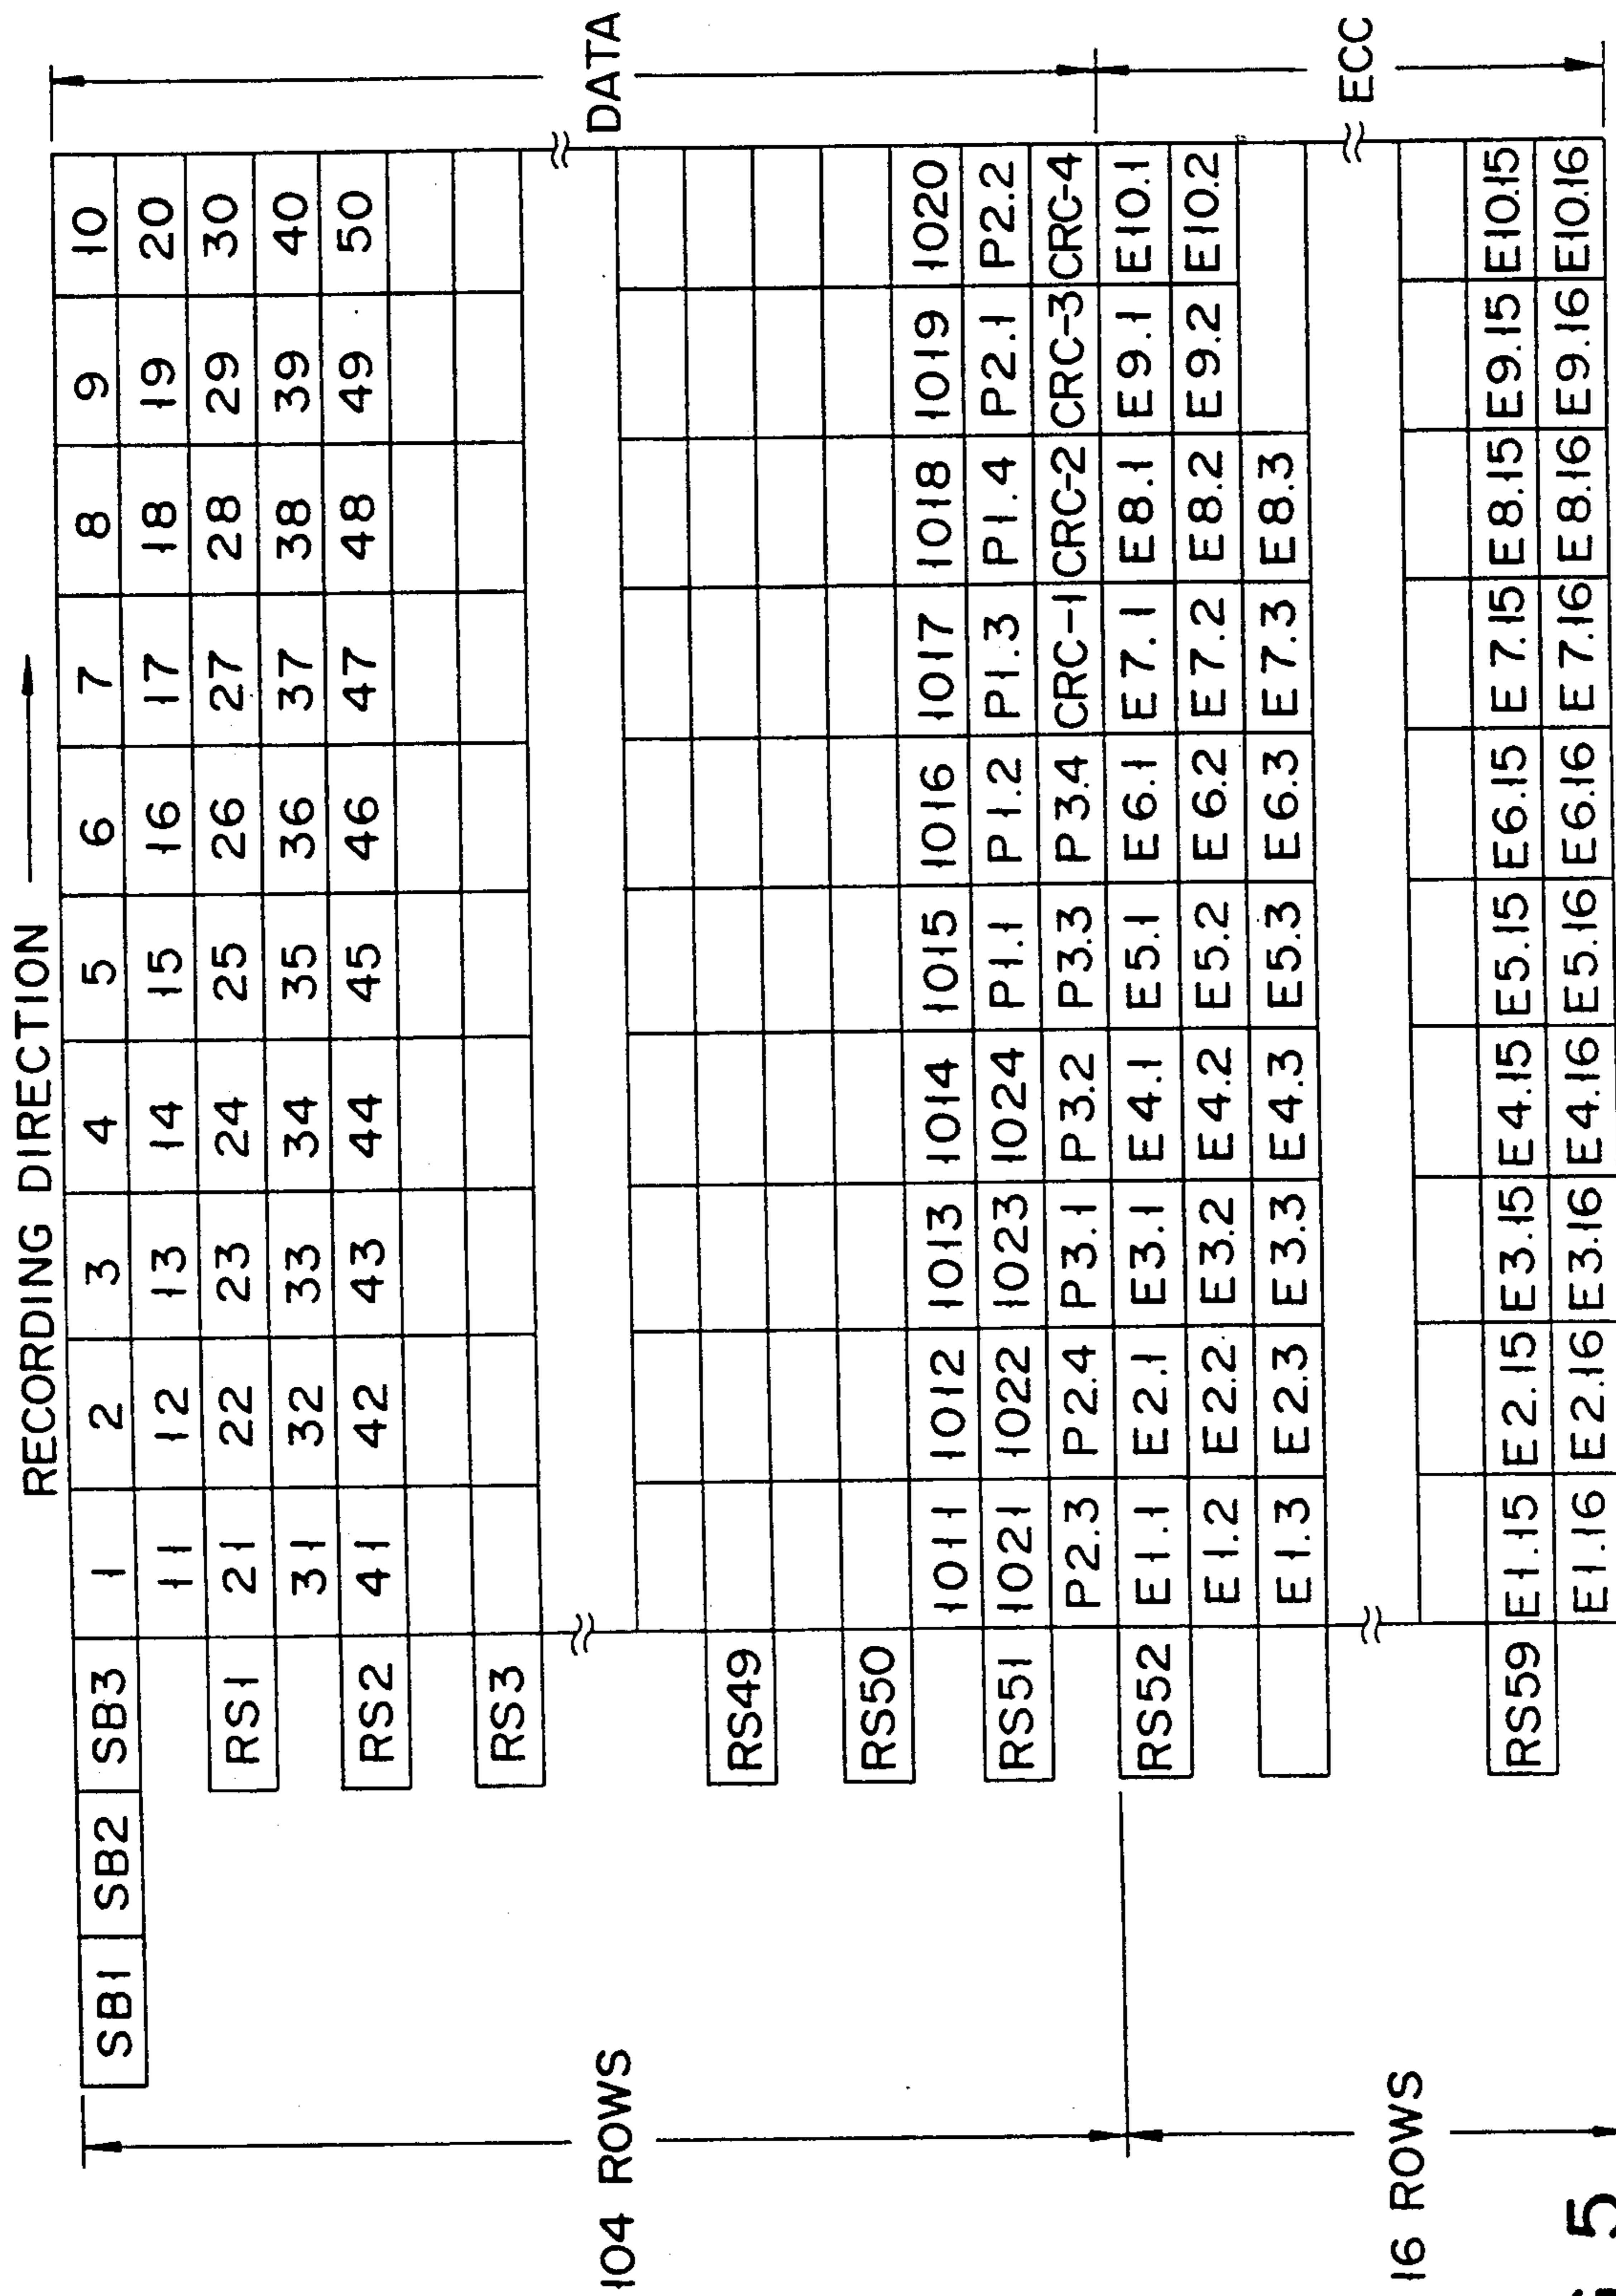 RECORDING DIRECTION
SB1 SB2 SB3 1 2 3 4 5 6 7 8 9 10
11 12 13 14 15 16 17 18 19 20
RS1 21 22 23 24 25 26 27 28 29 30
31 32 33 34 35 36 37 38 39 40
RS2 41 42 43 44 45 46 47 48 49 50
RS3
104 ROWS
DATA
RS49
RS50
1011 1012 1013 1014 1015 1016 1017 1018 1019 1020
RS51 1021 1022 1023 1024 P1.1 P1.2 P1.3 P1.4 P2.1 P2.2
P2.3 P2.4 P3.1 P3.2 P3.3 P3.4 CRC-1 CRC-2 CRC-3 CRC-4
RS52 E1.1 E2.1 E3.1 E4.1 E5.1 E6.1 E7.1 E8.1 E9.1 E10.1
E1.2 E2.2 E3.2 E4.2 E5.2 E6.2 E7.2 E8.2 E9.2 E10.2
E1.3 E2.3 E3.3 E4.3 E5.3 E6.3 E7.3 E8.3
16 ROWS
ECC
RS59 E1.15 E2.15 E3.15 E4.15 E5.15 E6.15 E7.15 E8.15 E9.15 E10.15
E1.16 E2.16 E3.16 E4.16 E5.16 E6.16 E7.16 E8.16 E9.16 E10.16
5